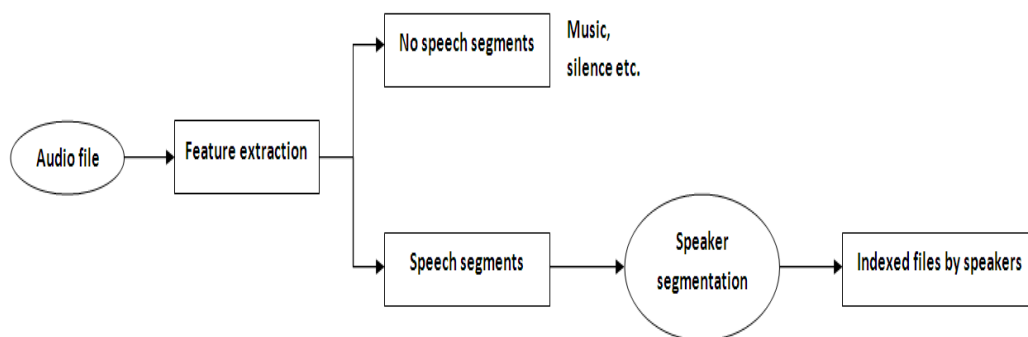 No speech segments
Music,
silence etc.
Audio file
Feature extraction
Speech segments
Speaker
segmentation
Indexed files by speakers